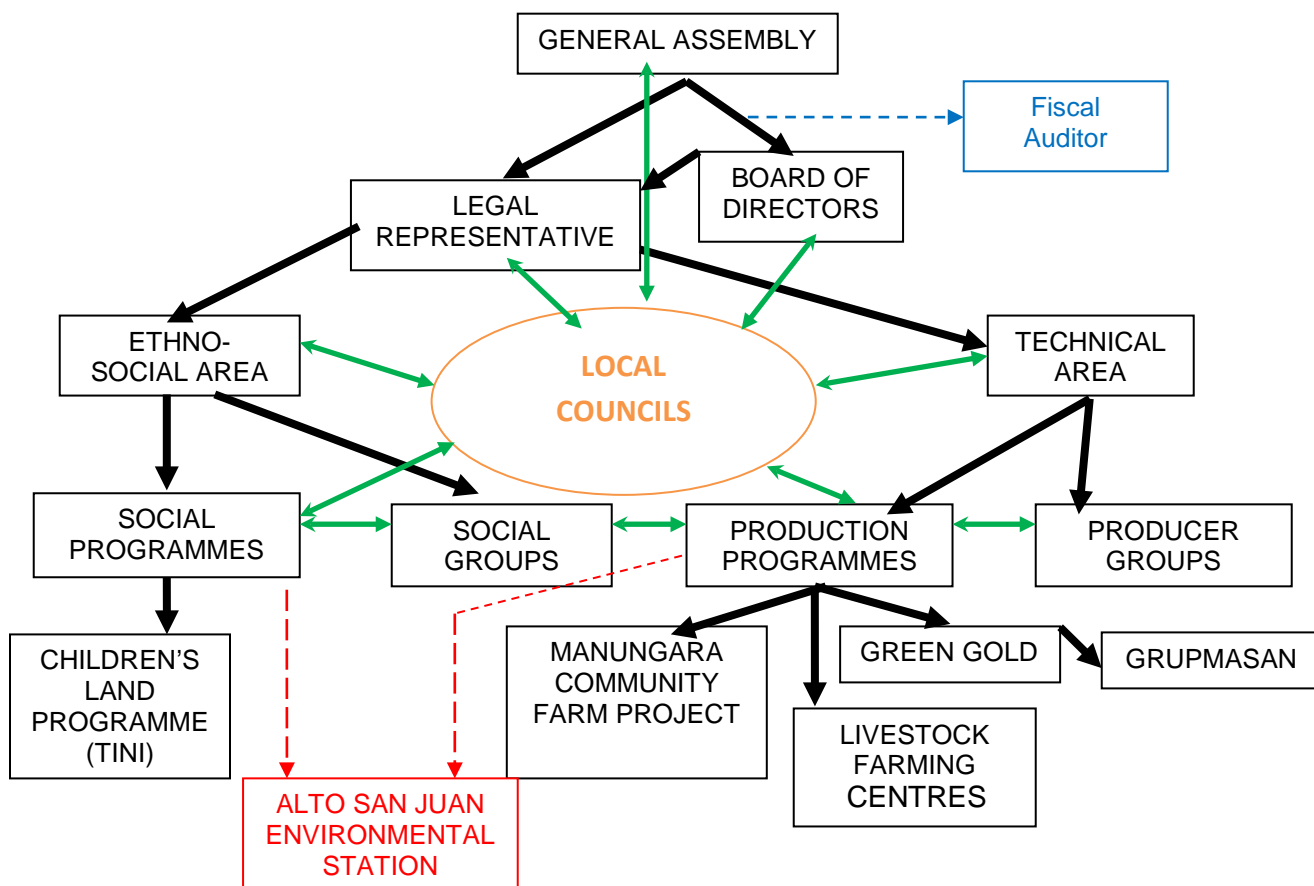 GENERAL ASSEMBLY
Fiscal
Auditor
BOARD OF
DIRECTORS
LEGAL
REPRESENTATIVE
ETHNO-
SOCIAL AREA
LOCAL
COUNCILS
TECHNICAL
AREA
SOCIAL
PROGRAMMES
SOCIAL
GROUPS
PRODUCTION
PROGRAMMES
PRODUCER
GROUPS
CHILDREN'S
LAND
PROGRAMME
(TINI)
MANUNGARA
COMMUNITY
FARM PROJECT
GREEN GOLD
GRUPMASAN
LIVESTOCK
FARMING
CENTRES
ALTO SAN JUAN
ENVIRONMENTAL
STATION